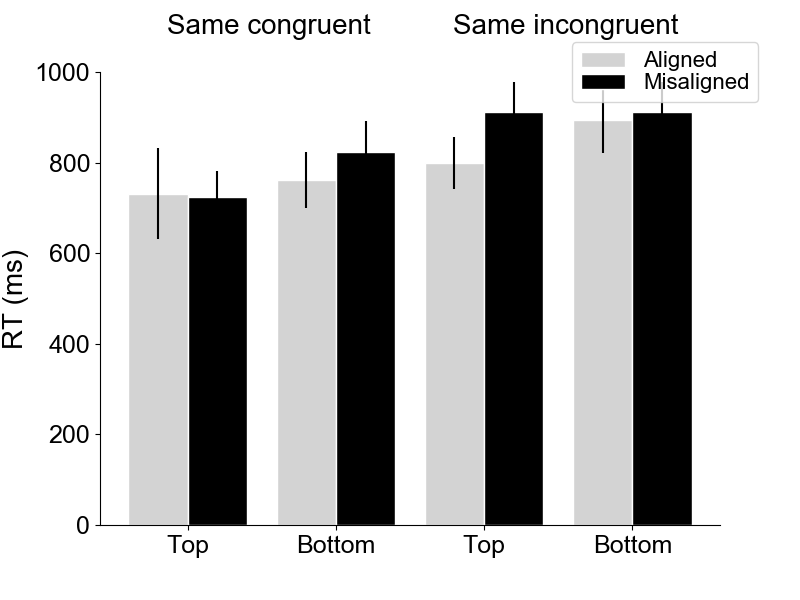 Same congruent
Same incongruent
Aligned
Misaligned
1000
800
600
400
200
0
RT (ms)
Top
Bottom
Top
Bottom